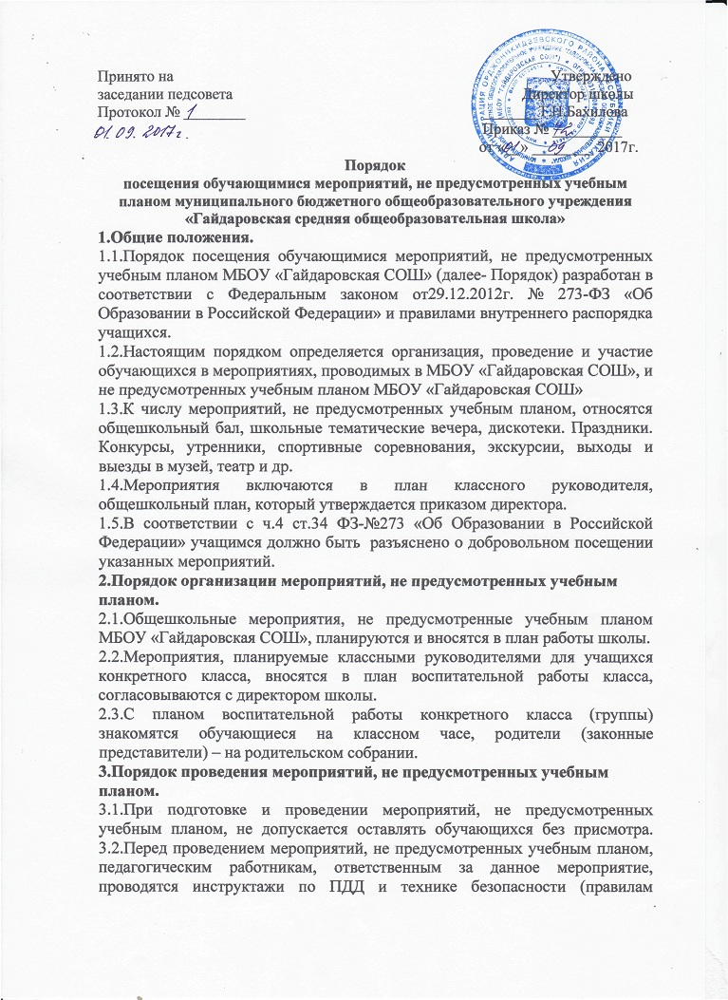 Принято на
заседании педсовета
Протокол № 1
01.09.2017г.
Утверждено
Директор школы
Т.Н.Бахилова
Приказ №
от «01» 09 2017г.
Порядок
посещения обучающимися мероприятий, не предусмотренных учебным
планом муниципального бюджетного общеобразовательного учреждения
«Гайдаровская средняя общеобразовательная школа»
1.Общие положения.
1.1.Порядок посещения обучающимися мероприятий, не предусмотренных
учебным планом МБОУ «Гайдаровская СОШ» (далее- Порядок) разработан в
соответствии с Федеральным законом от29.12.2012г. № 273-ФЗ «Об
Образовании в Российской Федерации» и правилами внутреннего распорядка
учащихся.
1.2.Настоящим порядком определяется организация, проведение и участие
обучающихся в мероприятиях, проводимых в МБОУ «Гайдаровская СОШ», и
не предусмотренных учебным планом МБОУ «Гайдаровская СОШ»
1.3.К числу мероприятий, не предусмотренных учебным планом, относятся
общешкольный бал, школьные тематические вечера, дискотеки. Праздники.
Конкурсы, утренники, спортивные соревнования, экскурсии, выходы и
выезды в музей, театр и др.
1.4.Мероприятия включаются в план классного руководителя,
общешкольный план, который утверждается приказом директора.
1.5.В соответствии с ч.4 ст.34 ФЗ-№273 «Об Образовании в Российской
Федерации» учащимся должно быть разъяснено о добровольном посещении
указанных мероприятий.
2.Порядок организации мероприятий, не предусмотренных учебным
планом.
2.1.Общешкольные мероприятия, не предусмотренные учебным планом
МБОУ «Гайдаровская СОШ», планируются и вносятся в план работы школы.
2.2.Мероприятия, планируемые классными руководителями для учащихся
конкретного класса, вносятся в план воспитательной работы класса,
согласовываются с директором школы.
2.3.С планом воспитательной работы конкретного класса (группы)
знакомятся обучающиеся на классном часе, родители (законные
представители) – на родительском собрании.
3.Порядок проведения мероприятий, не предусмотренных учебным
планом.
3.1.При подготовке и проведении мероприятий, не предусмотренных
учебным планом, не допускается оставлять обучающихся без присмотра.
3.2.Перед проведением мероприятий, не предусмотренных учебным планом,
педагогическим работникам, ответственным за данное мероприятие,
проводятся инструктажи по ПДД и технике безопасности (правилам